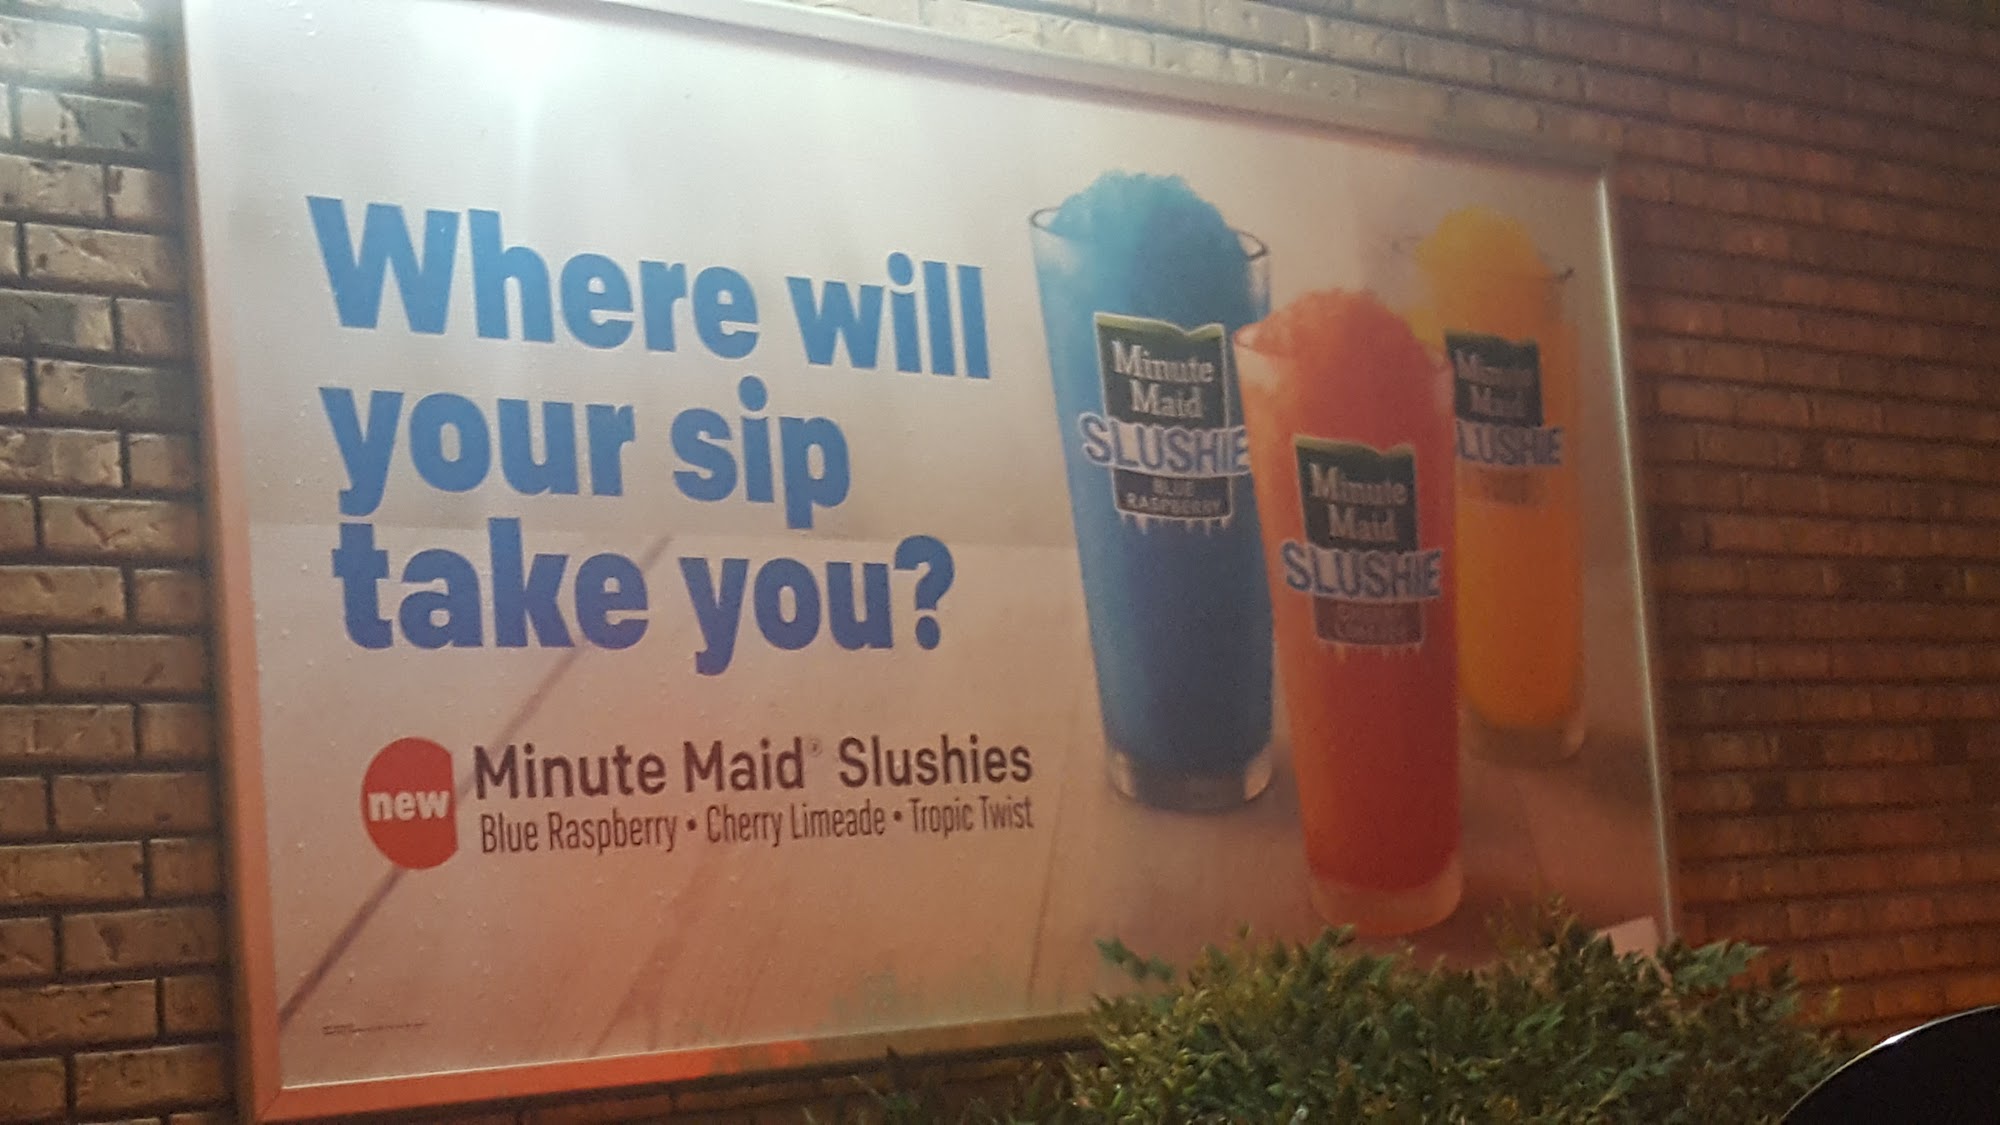 Where will
your sip
take you?
new
Minute Maid® Slushies
Blue Raspberry • Cherry Limeade • Tropic Twist
Minute
Maid
SLUSHIE
BLUE
RASPBERRY
Minute
Maid
SLUSHIE
Minute
Maid
SLUSHIE